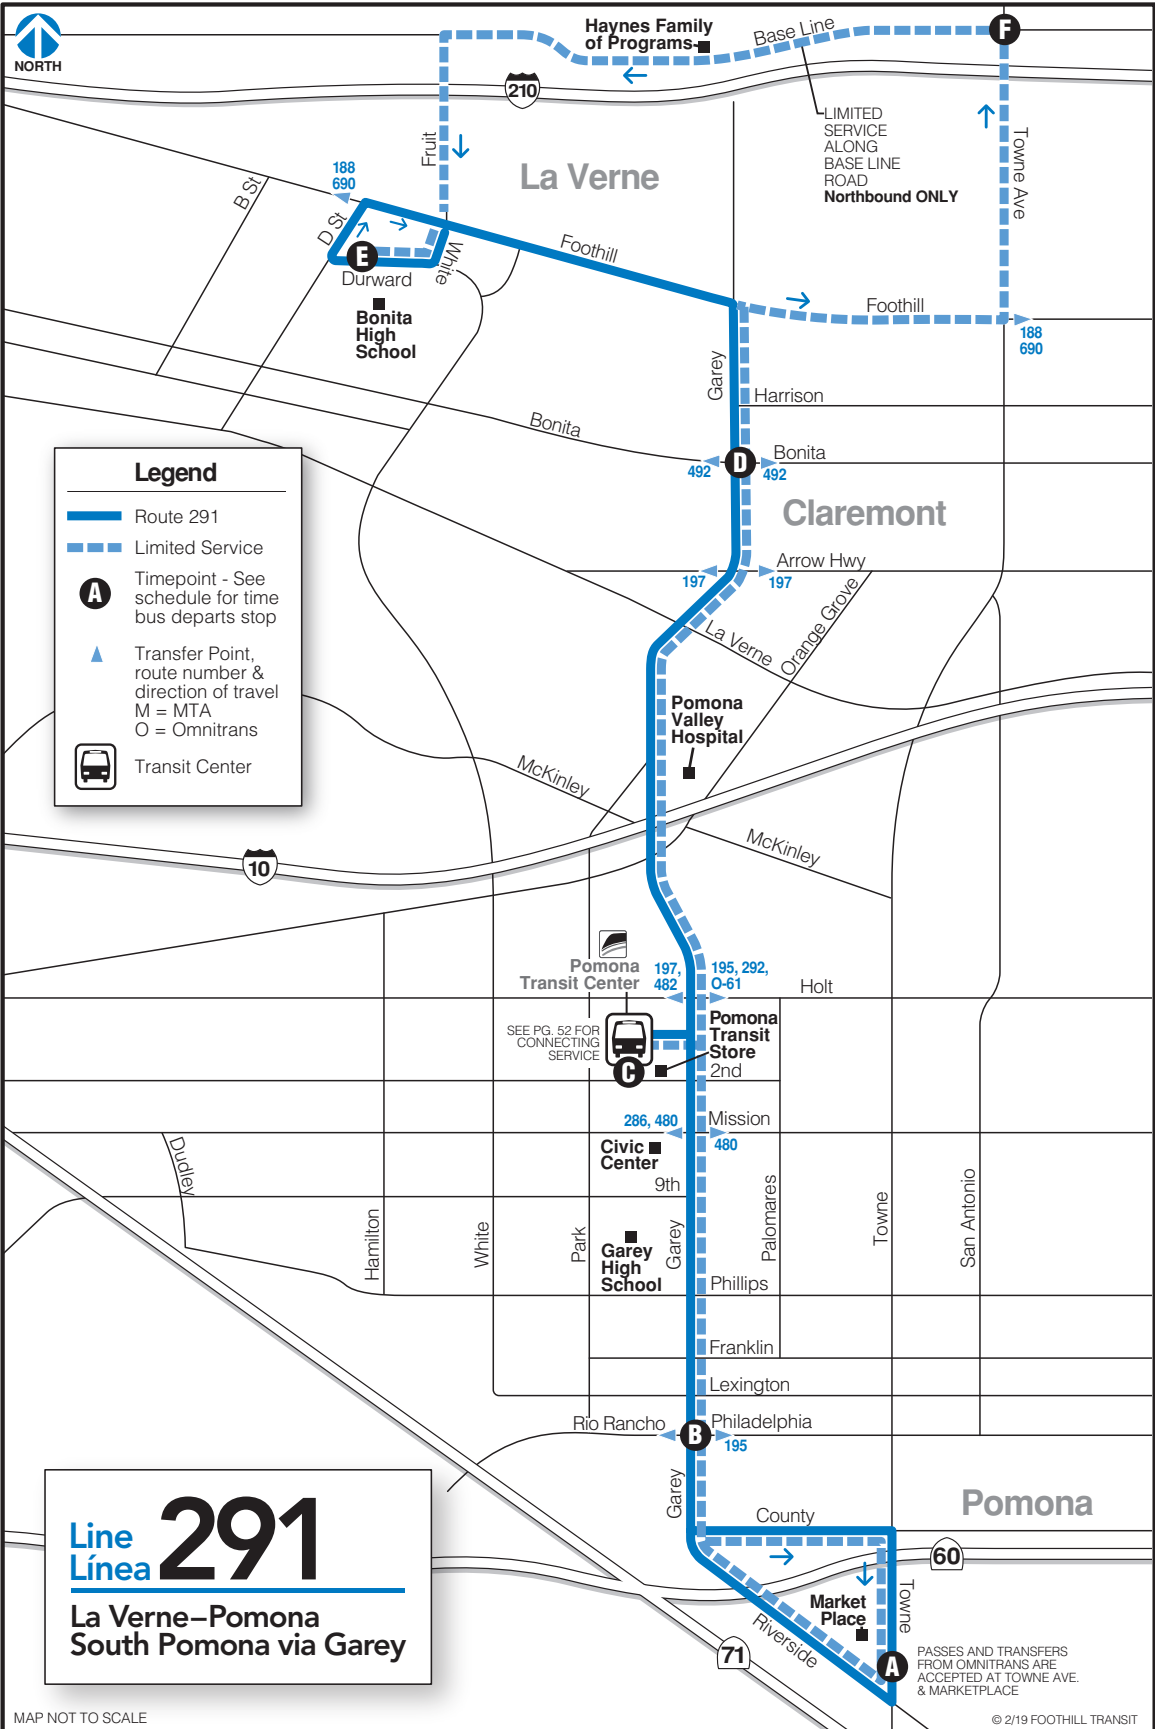 NORTH
Haynes Family
of Programs
Base Line
F
210
LIMITED
SERVICE
ALONG
BASE LINE
ROAD
Northbound ONLY
Fruit
Towne Ave
La Verne
188
690
B St
D St
E
White
Foothill
Durward
Bonita
High
School
Foothill
188
690
Garey
Harrison
Bonita
492
D
Bonita
492
Claremont
Legend
Route 291
Limited Service
A
Timepoint - See
schedule for time
bus departs stop
Transfer Point,
route number &
direction of travel
M = MTA
O = Omnitrans
Transit Center
197
Arrow Hwy
197
La Verne
Orange Grove
Pomona
Valley
Hospital
McKinley
McKinley
10
Pomona
Transit Center
197,
482
195, 292,
O-61
Holt
SEE PG. 52 FOR
CONNECTING
SERVICE
C
Pomona
Transit
Store
2nd
286, 480
Mission
480
Civic
Center
Dudley
9th
Hamilton
White
Park
Garey
Palomares
Towne
San Antonio
Garey
High
School
Phillips
Franklin
Lexington
Rio Rancho
B
Philadelphia
195
Garey
Pomona
County
60
Line
Línea
291
La Verne–Pomona
South Pomona via Garey
Market
Place
Towne
Riverside
71
A
PASSES AND TRANSFERS
FROM OMNITRANS ARE
ACCEPTED AT TOWNE AVE.
& MARKETPLACE
MAP NOT TO SCALE
© 2/19 FOOTHILL TRANSIT